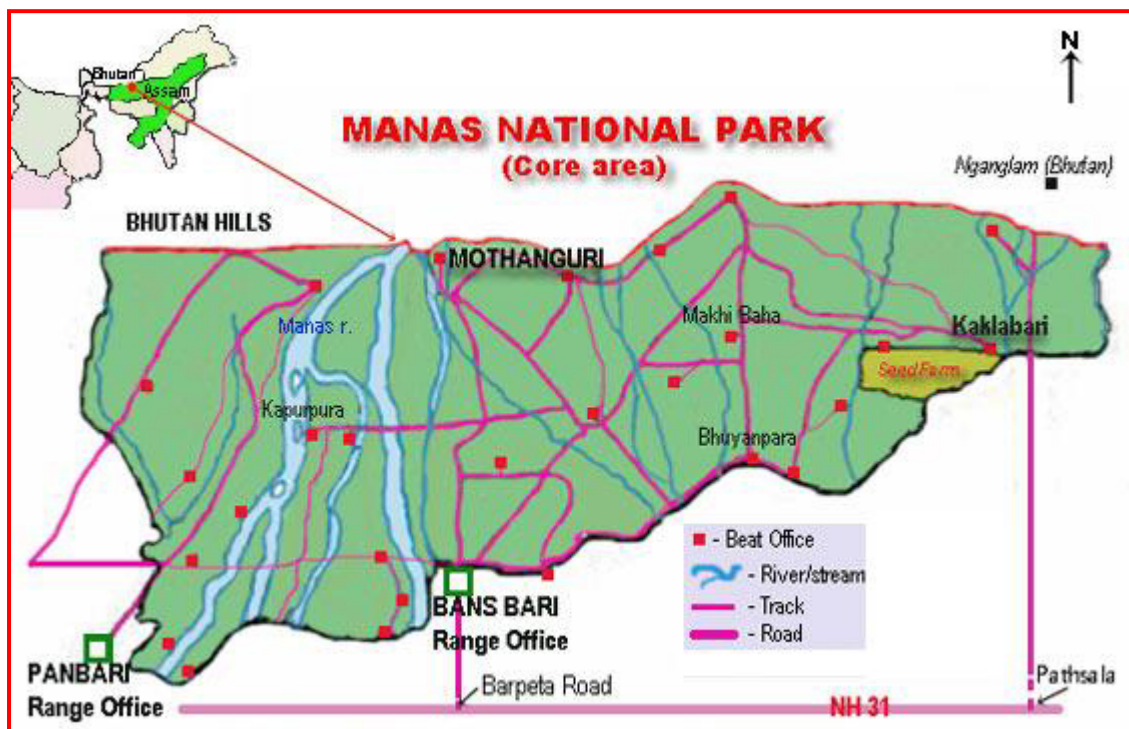 Bhutan
Assam
N
MANAS NATIONAL PARK
(Core area)
Nganglam (Bhutan)
BHUTAN HILLS
MOTHANGURI
Manas r.
Makhi Baha
Kaklabari
Seed Farm
Kapurpura
Bhuyanpara
- Beat Office
- River/stream
- Track
- Road
BANS BARI
Range Office
PANBARI
Range Office
Barpeta Road
Pathsala
NH 31